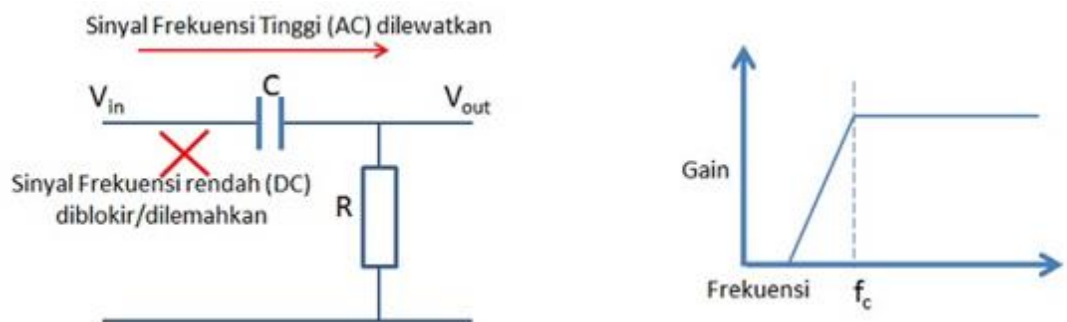 Sinyal Frekuensi Tinggi (AC) dilewatkan
C
Vin
Vout
Sinyal Frekuensi rendah (DC)
diblokir/dilemahkan
R
Gain
Frekuensi
fc